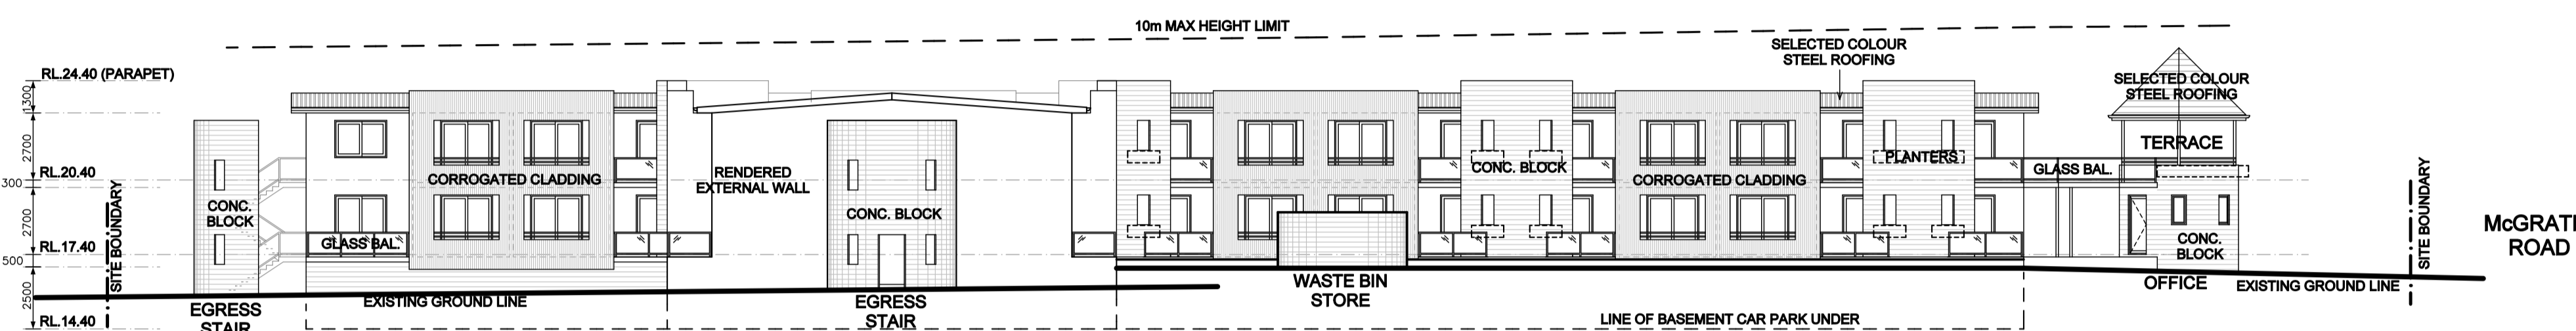 10m MAX HEIGHT LIMIT
SELECTED COLOUR
STEEL ROOFING
RL.24.40 (PARAPET)
SELECTED COLOUR
STEEL ROOFING
1300
2700
TERRACE
RL.20.40
300
SITE BOUNDARY
CORROGATED CLADDING
RENDERED
EXTERNAL WALL
CONC. BLOCK
CORROGATED CLADDING
PLANTERS
GLASS BAL.
SITE BOUNDARY
CONC.
BLOCK
CONC. BLOCK
2700
RL.17.40
GLASS BAL.
CONC.
BLOCK
McGRAT
ROAD
500
2500
WASTE BIN
STORE
OFFICE
EXISTING GROUND LINE
EXISTING GROUND LINE
EGRESS
STAIR
EGRESS
STAIR
RL.14.40
LINE OF BASEMENT CAR PARK UNDER